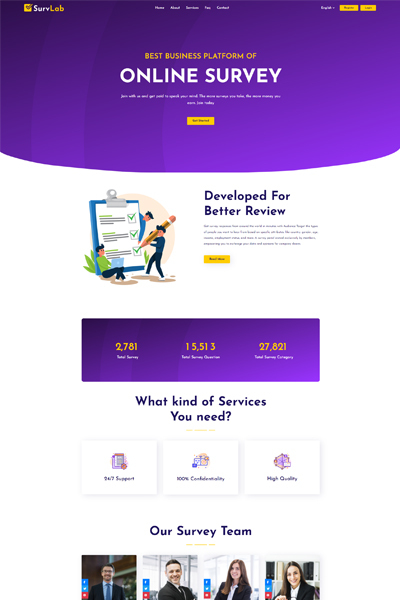 SurvLab
Home About Services Faq Contact
English
Register Login
BEST BUSINESS PLATFORM OF
ONLINE SURVEY
Join with us and get paid to speak your mind. The more surveys you take, the more money you
earn. Join today.
Get Started
Developed For
Better Review
Read More
2,781 15,513 27,821
Total Survey Total Survey Question Total Survey Category
What kind of Services
You need?
24/7 Support 100% Confidentiality High Quality
Our Survey Team